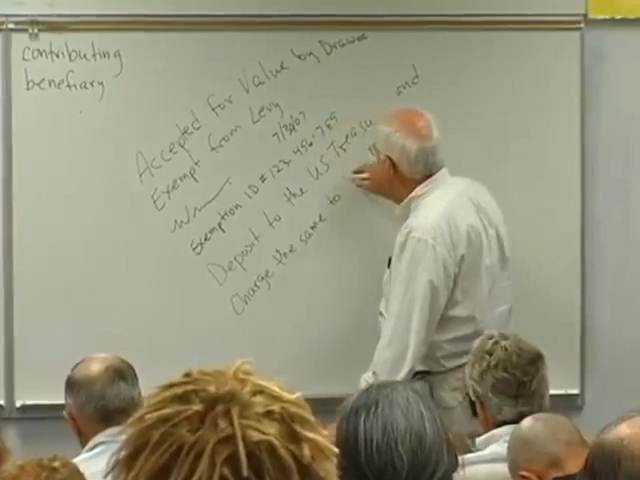 contributing
benefiary
Accepted for Value by Drawee
Exempt from Levy
7/30/07
Exemption ID # 123-456-789
Deposit to the US Treasu and
Charge the same to